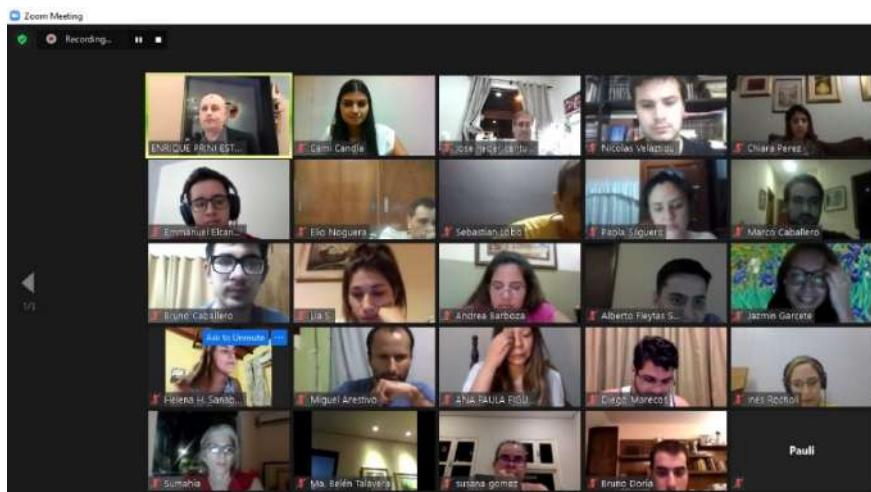 Zoom Meeting
Recording...
ENRIQUE PRINI EST...
Cami Candia
Nicolas Velazqu
Chiara Perez
Emmanuel Elcan...
Elio Noguera
Sebastian Lobo
Paola Silguero
Marco Caballero
Bruno Caballero
Lia S
Andrea Barboza
Alberto Fleytas S...
Jazmin Garcete
Ask to Unmute ...
Helena H. Sanab...
Miguel Arestivo
ANA PAULA FIGU...
Diego Marecos
Ines Rocholl
Sumahia
Ma. Belén Talavera
susana gomez
Bruno Doria
Pauli
1/1